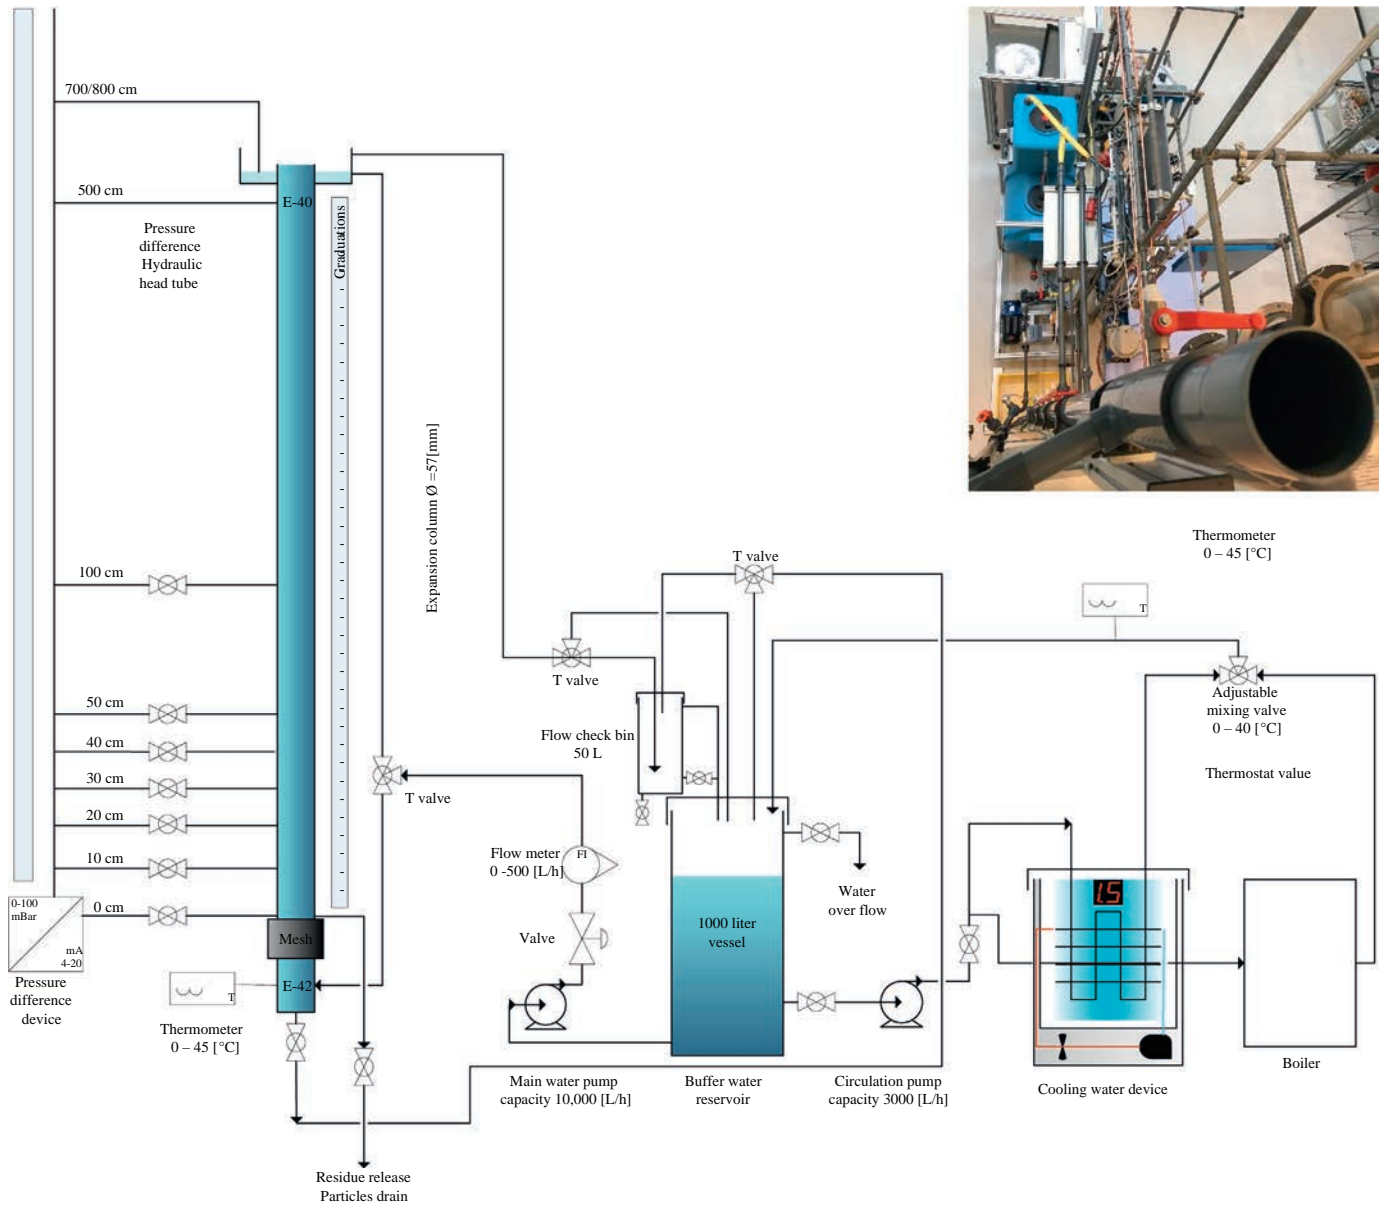 700/800 cm
500 cm
E-40
Graduations
Pressure
difference
Hydraulic
head tube
Expansion column Ø =57[mm]
Thermometer
0 – 45 [°C]
T
T valve
100 cm
T valve
Adjustable
mixing valve
0 – 40 [°C]
Thermostat value
50 cm
40 cm
30 cm
20 cm
10 cm
0 cm
Flow check bin
50 L
T valve
Flow meter
0 -500 [L/h]
FI
Valve
Water
over flow
1000 liter
vessel
1.5
0-100
mBar
mA
4-20
Pressure
difference
device
Mesh
E-42
T
Thermometer
0 – 45 [°C]
Main water pump
capacity 10,000 [L/h]
Buffer water
reservoir
Circulation pump
capacity 3000 [L/h]
Cooling water device
Boiler
Residue release
Particles drain